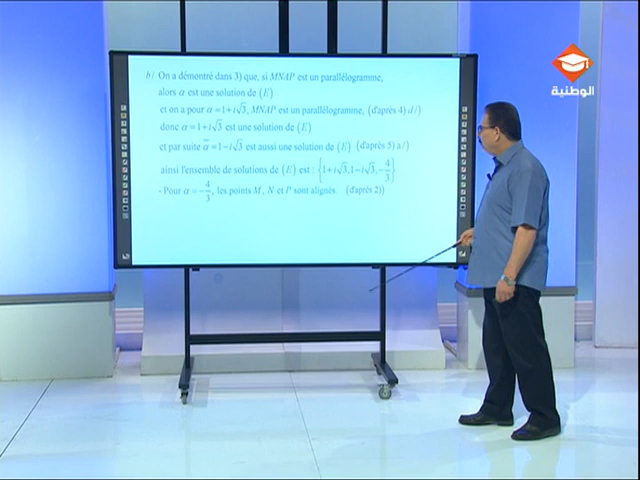 b / On a démontré dans 3) que, si MNAP est un parallélogramme,
alors α est une solution de (E)
et on a pour α = 1 + i√3, MNAP est un parallélogramme, (d'après 4) d /)
donc α = 1 + i√3 est une solution de (E)
et par suite ᾱ = 1 − i√3 est aussi une solution de (E) (d'après 5) a /)
ainsi l'ensemble de solutions de (E) est : {1 + i√3, 1 − i√3, −4/3}
- Pour α = −4/3, les points M, N et P sont alignés. (d'après 2))
الوطنية